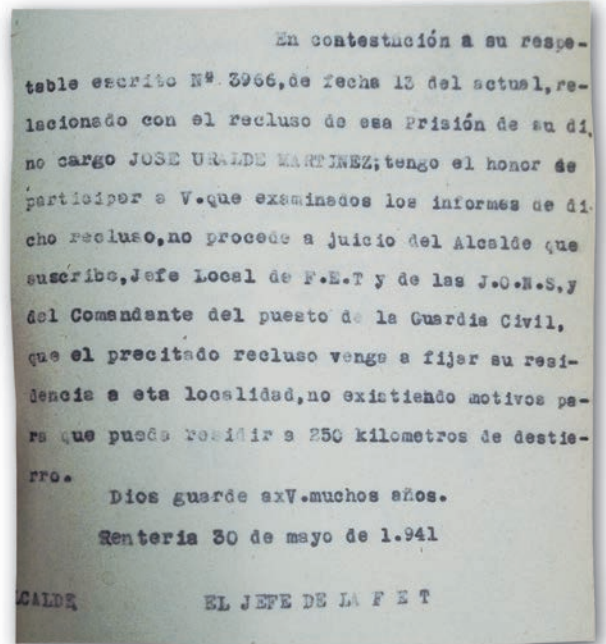 En contestación a su respe-
table escrito Nº 3966,de fecha 13 del actual,re-
lacionado con el recluso de esa Prisión de su di
no cargo JOSE URALDE MARTINEZ;tengo el honor de
participar a V.que examinados los informes de di
cho recluso,no procede a juicio del Alcalde que
suscribe,Jefe Local de F.E.T y de las J.O.N.S,y
del Comandante del puesto de la Guardia Civil,
que el precitado recluso venga a fijar su resi-
dencia a eta localidad,no existiendo motivos pa-
ra que pueda residir a 250 kilometros de destie-
rro.
Dios guarde axV.muchos años.
Renteria 30 de mayo de 1.941
LCALDE EL JEFE DE LA F E T